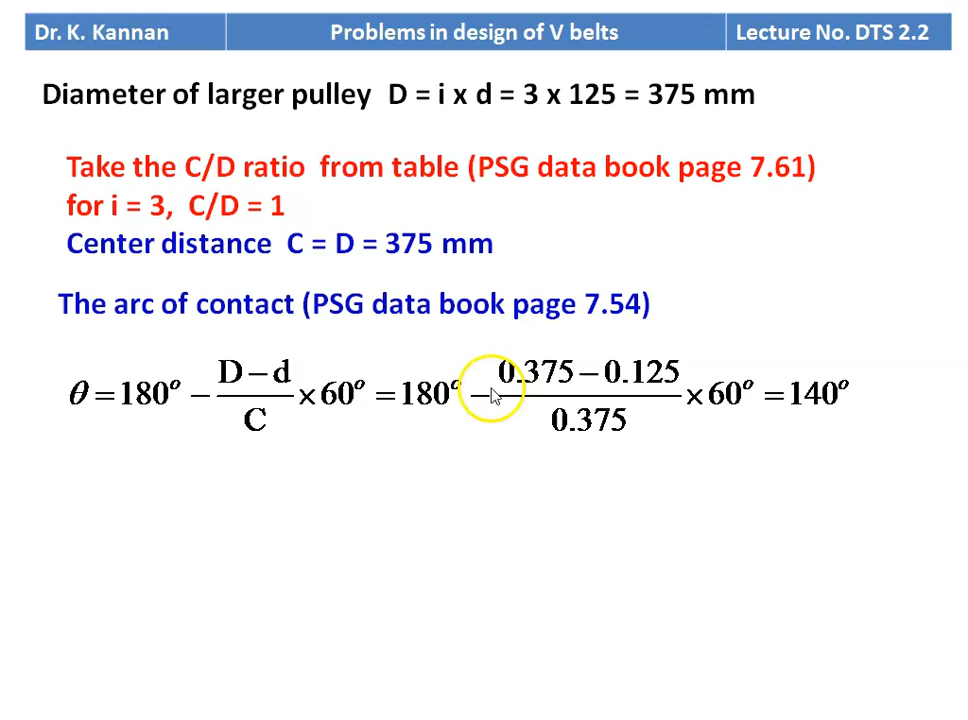 Dr. K. Kannan
Problems in design of V belts
Lecture No. DTS 2.2
Diameter of larger pulley D = i x d = 3 x 125 = 375 mm
Take the C/D ratio from table (PSG data book page 7.61)
for i = 3, C/D = 1
Center distance C = D = 375 mm
The arc of contact (PSG data book page 7.54)
θ = 180° − (D − d)/C × 60° = 180° − (0.375 − 0.125)/0.375 × 60° = 140°